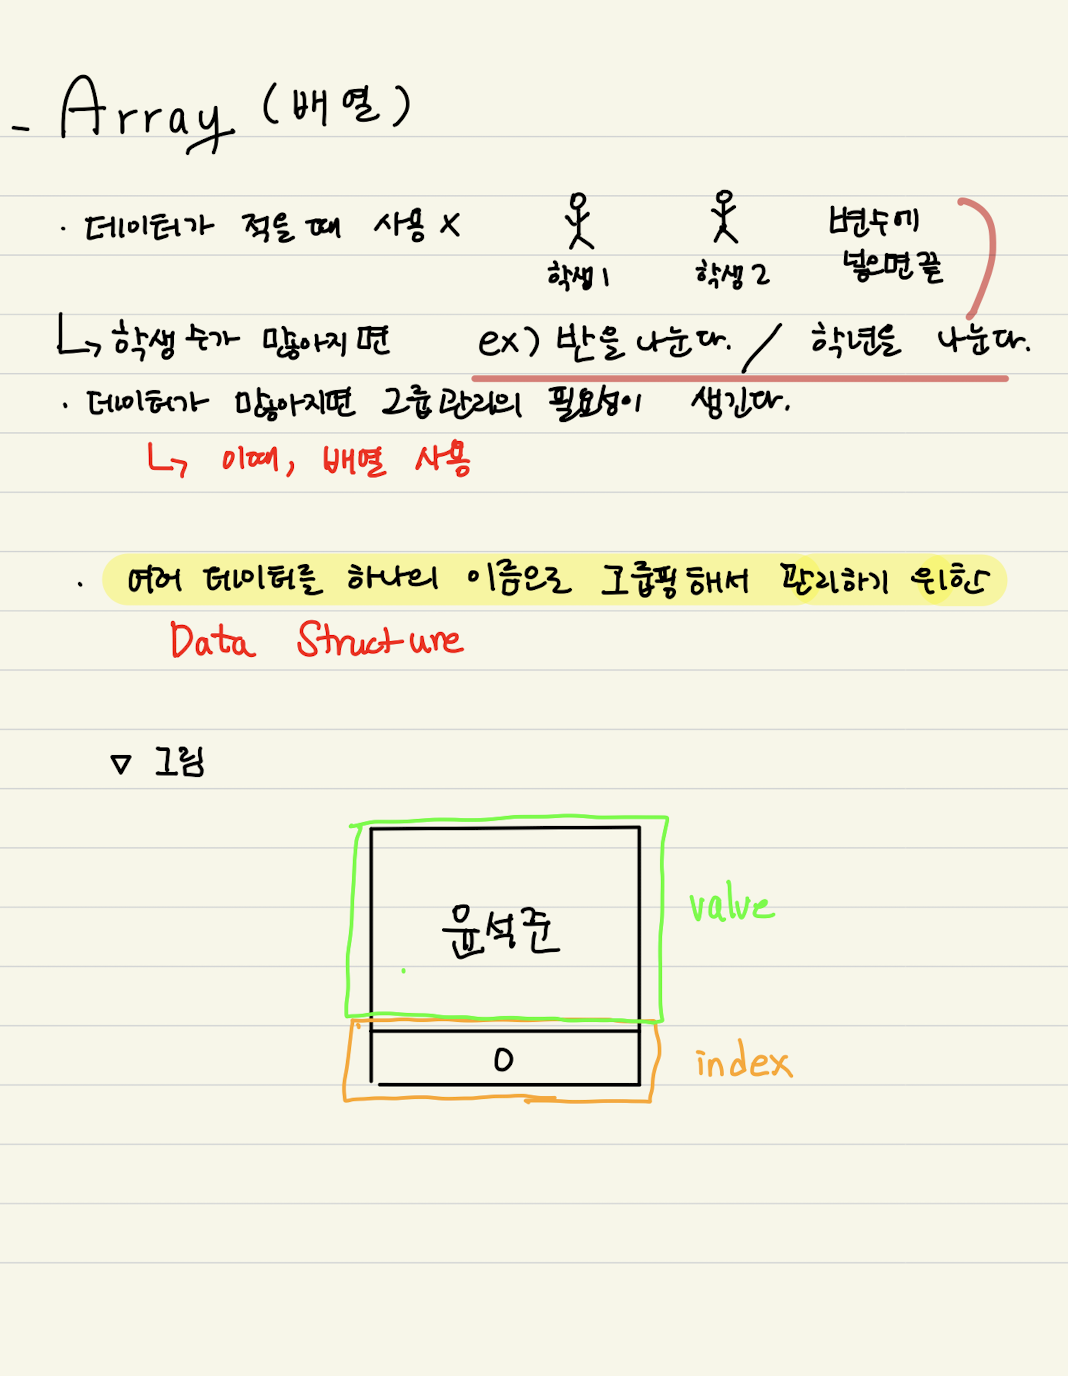 - Array (배열)
· 데이터가 적을 때 사용 X
학생1 학생2
변수에
넣으면 끝
↳ 학생 수가 많아지면 ex) 반을 나눈다. / 학년을 나눈다.
· 데이터가 많아지면 그룹관리의 필요성이 생긴다.
↳ 이때, 배열 사용
· 여러 데이터를 하나의 이름으로 그룹핑해서 관리하기 위한
Data Structure
▽ 그림
윤석준
value
0
index